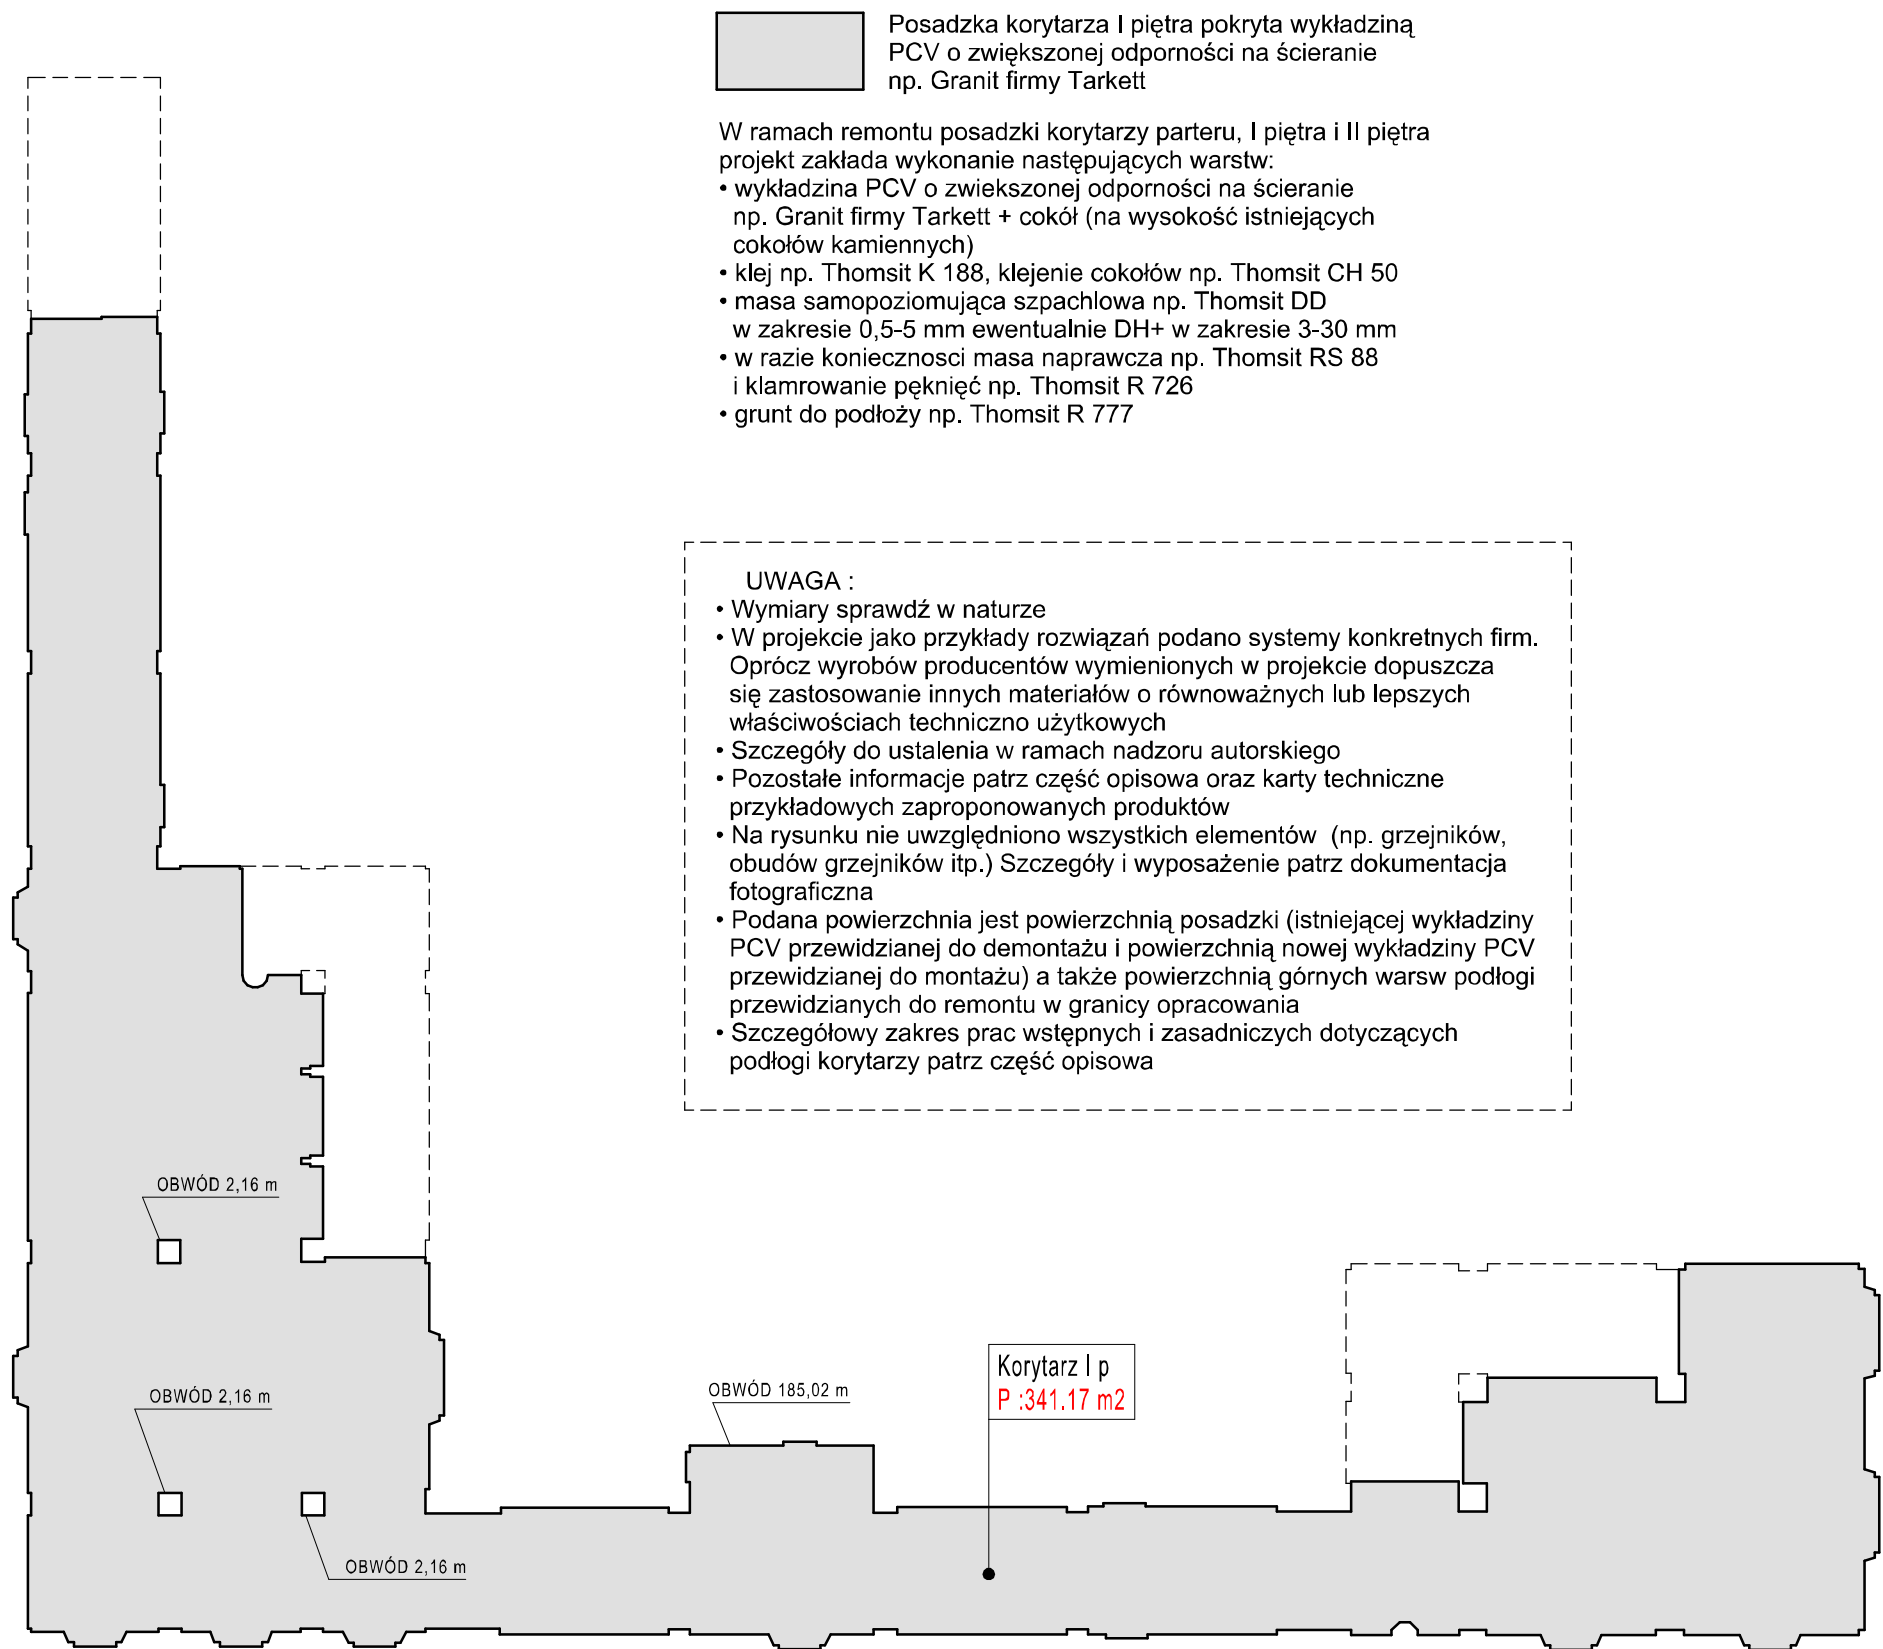 Posadzka korytarza I piętra pokryta wykładziną
PCV o zwiększonej odporności na ścieranie
np. Granit firmy Tarkett
W ramach remontu posadzki korytarzy parteru, I piętra i II piętra
projekt zakłada wykonanie następujących warstw:
• wykładzina PCV o zwiekszonej odporności na ścieranie
np. Granit firmy Tarkett + cokół (na wysokość istniejących
cokołów kamiennych)
• klej np. Thomsit K 188, klejenie cokołów np. Thomsit CH 50
• masa samopoziomująca szpachlowa np. Thomsit DD
w zakresie 0,5-5 mm ewentualnie DH+ w zakresie 3-30 mm
• w razie koniecznosci masa naprawcza np. Thomsit RS 88
i klamrowanie pęknięć np. Thomsit R 726
• grunt do podłoży np. Thomsit R 777
UWAGA :
• Wymiary sprawdź w naturze
• W projekcie jako przykłady rozwiązań podano systemy konkretnych firm.
Oprócz wyrobów producentów wymienionych w projekcie dopuszcza
się zastosowanie innych materiałów o równoważnych lub lepszych
właściwościach techniczno użytkowych
• Szczegóły do ustalenia w ramach nadzoru autorskiego
• Pozostałe informacje patrz część opisowa oraz karty techniczne
przykładowych zaproponowanych produktów
• Na rysunku nie uwzględniono wszystkich elementów (np. grzejników,
obudów grzejników itp.) Szczegóły i wyposażenie patrz dokumentacja
fotograficzna
• Podana powierzchnia jest powierzchnią posadzki (istniejącej wykładziny
PCV przewidzianej do demontażu i powierzchnią nowej wykładziny PCV
przewidzianej do montażu) a także powierzchnią górnych warsw podłogi
przewidzianych do remontu w granicy opracowania
• Szczegółowy zakres prac wstępnych i zasadniczych dotyczących
podłogi korytarzy patrz część opisowa
OBWÓD 2,16 m
OBWÓD 2,16 m
OBWÓD 185,02 m
Korytarz I p
P :341.17 m2
OBWÓD 2,16 m